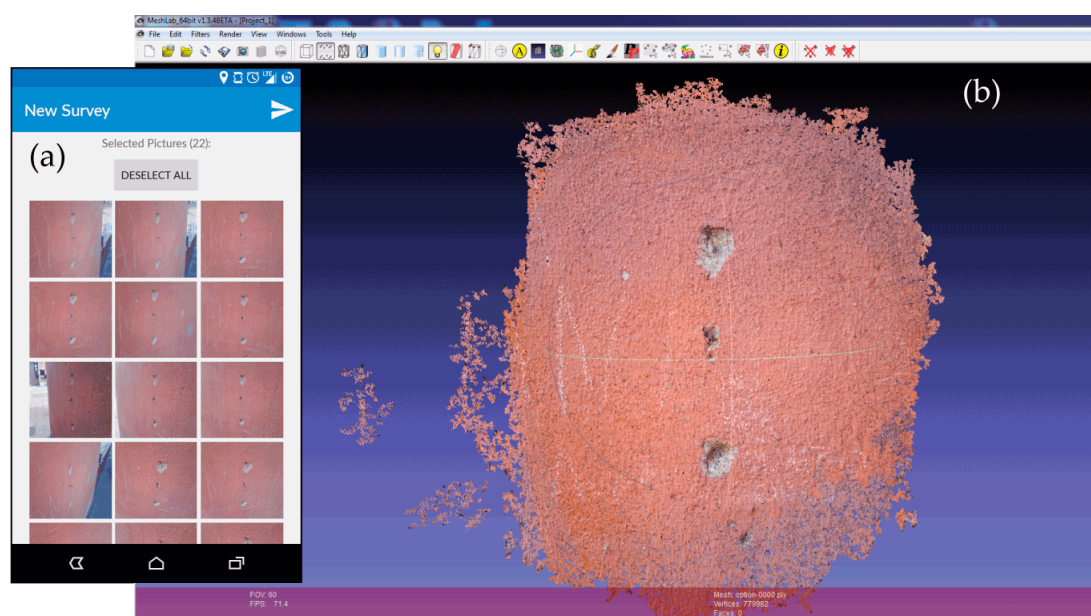 MeshLab_64bit v1.3.4BETA - [Project_1]
File Edit Filters Render View Windows Tools Help
LTE
New Survey
(a)
Selected Pictures (22):
DESELECT ALL
(b)
FOV: 60
FPS: 71.4
Mesh: option-0000.ply
Vertices: 779982
Faces: 0